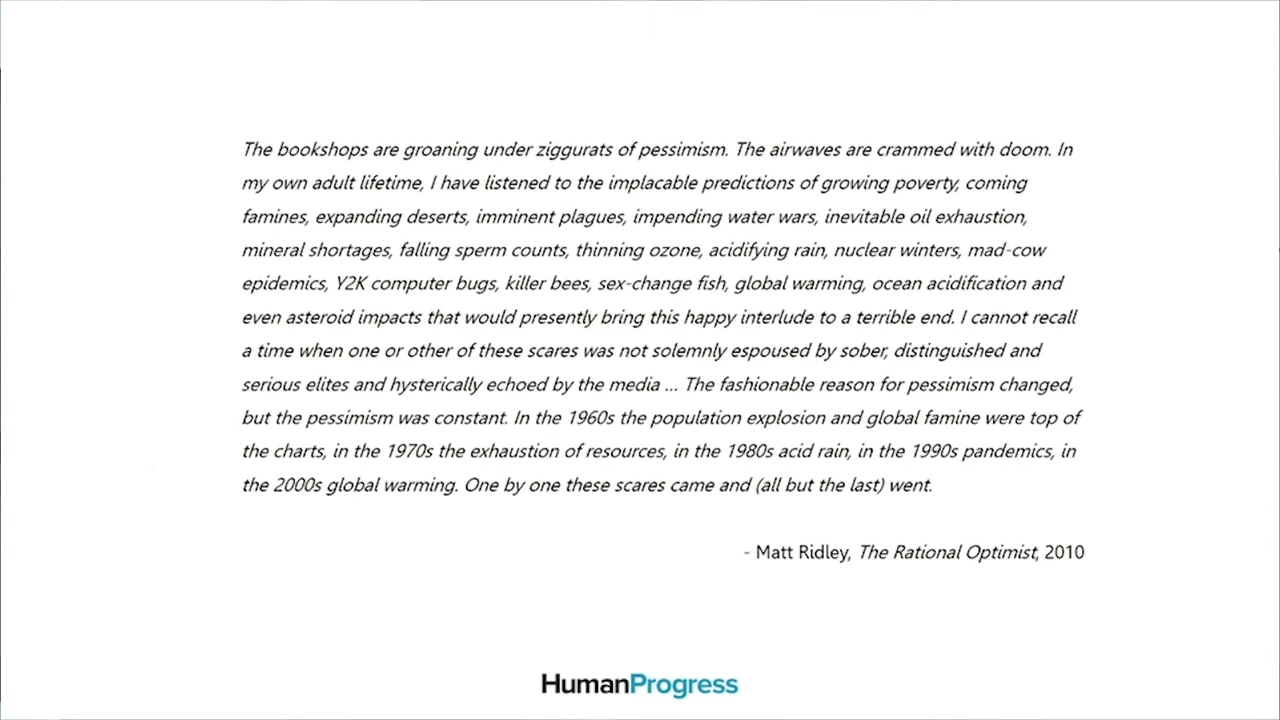 The bookshops are groaning under ziggurats of pessimism. The airwaves are crammed with doom. In
my own adult lifetime, I have listened to the implacable predictions of growing poverty, coming
famines, expanding deserts, imminent plagues, impending water wars, inevitable oil exhaustion,
mineral shortages, falling sperm counts, thinning ozone, acidifying rain, nuclear winters, mad-cow
epidemics, Y2K computer bugs, killer bees, sex-change fish, global warming, ocean acidification and
even asteroid impacts that would presently bring this happy interlude to a terrible end. I cannot recall
a time when one or other of these scares was not solemnly espoused by sober, distinguished and
serious elites and hysterically echoed by the media ... The fashionable reason for pessimism changed,
but the pessimism was constant. In the 1960s the population explosion and global famine were top of
the charts, in the 1970s the exhaustion of resources, in the 1980s acid rain, in the 1990s pandemics, in
the 2000s global warming. One by one these scares came and (all but the last) went.
- Matt Ridley, The Rational Optimist, 2010
HumanProgress